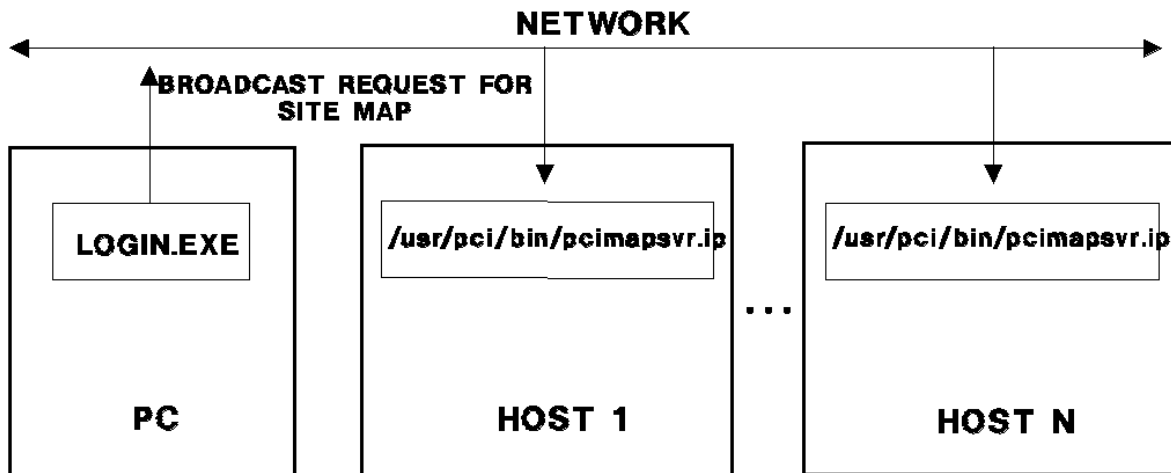 NETWORK
BROADCAST REQUEST FOR
SITE MAP
LOGIN.EXE
/usr/pci/bin/pcimapsvr.ip
/usr/pci/bin/pcimapsvr.ip
...
PC
HOST 1
HOST N